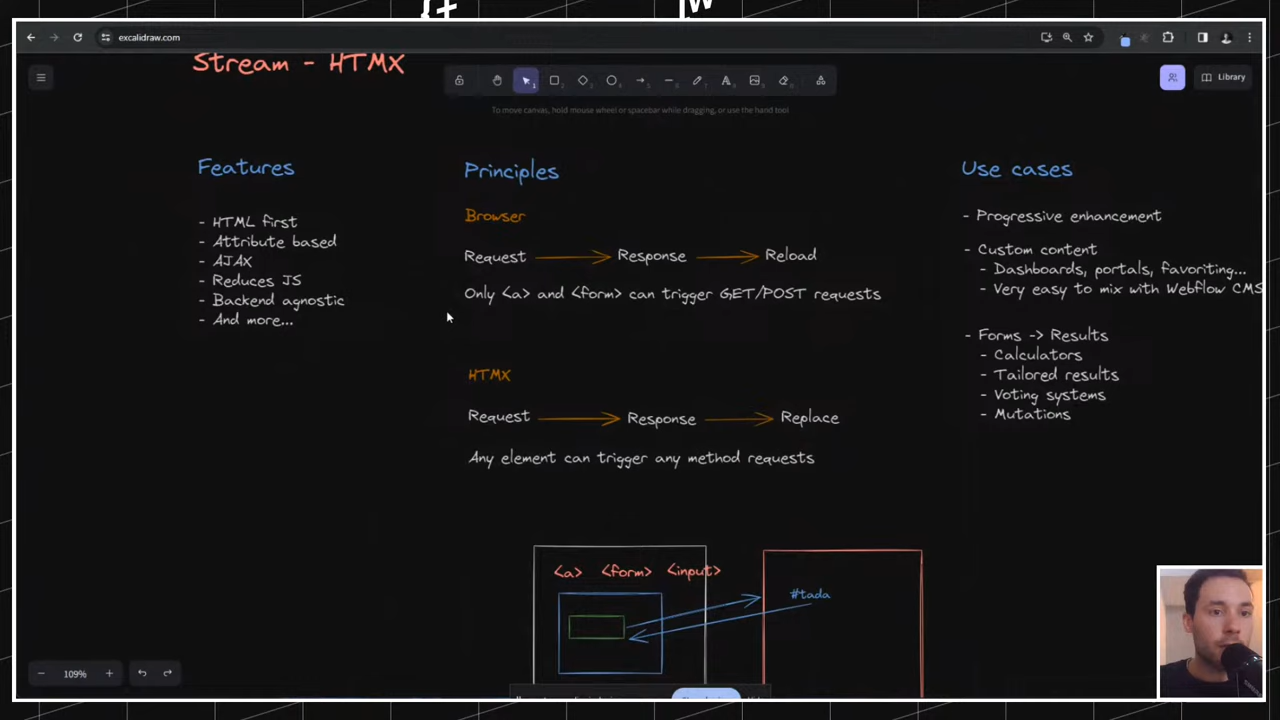 excalidraw.com
Stream - HTMX
Library
To move canvas, hold mouse wheel or spacebar while dragging, or use the hand tool
Features
- HTML first
- Attribute based
- AJAX
- Reduces JS
- Backend agnostic
- And more...
Principles
Browser
Request
Response
Reload
Only <a> and <form> can trigger GET/POST requests
HTMX
Request
Response
Replace
Any element can trigger any method requests
Use cases
- Progressive enhancement
- Custom content
- Dashboards, portals, favoriting...
- Very easy to mix with Webflow CMS
- Forms -> Results
- Calculators
- Tailored results
- Voting systems
- Mutations
<a> <form> <input>
#tada
109%